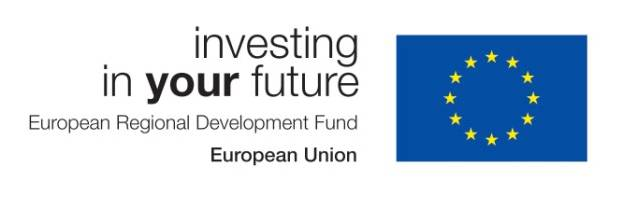 investing
in your future
European Regional Development Fund
European Union